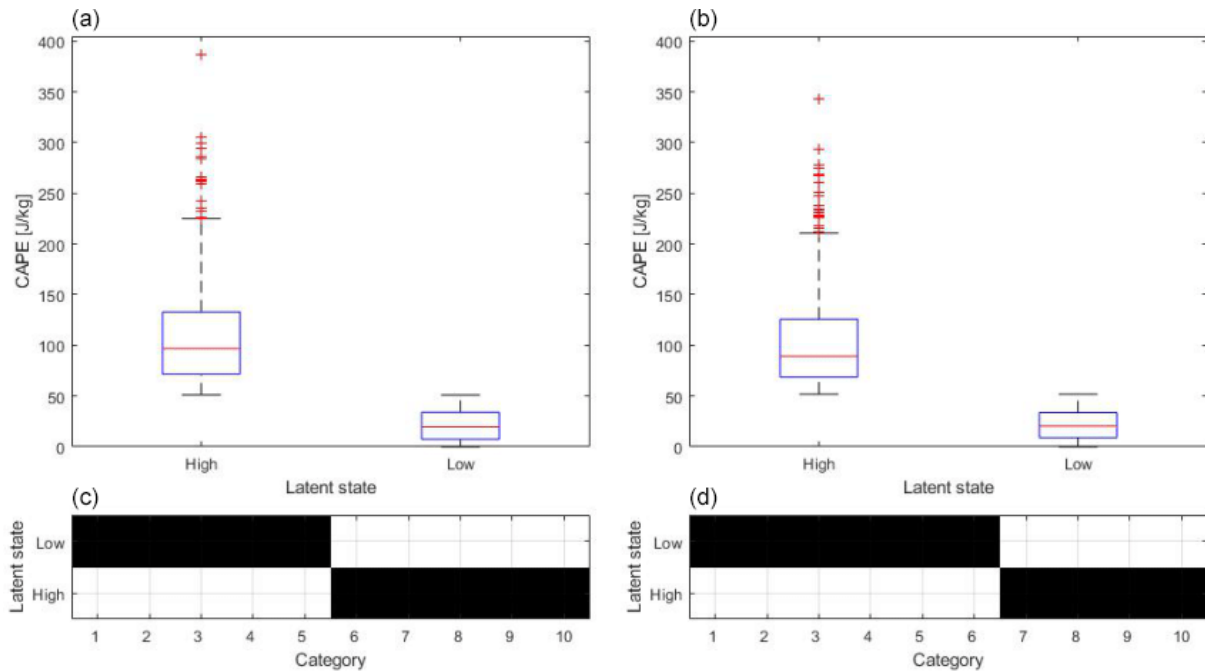 (a)
400
350
300
250
200
150
100
50
0
CAPE [J/kg]
High Low
Latent state
(b)
400
350
300
250
200
150
100
50
0
CAPE [J/kg]
High Low
Latent state
(c)
Latent state
Low
High
1 2 3 4 5 6 7 8 9 10
Category
(d)
Latent state
Low
High
1 2 3 4 5 6 7 8 9 10
Category